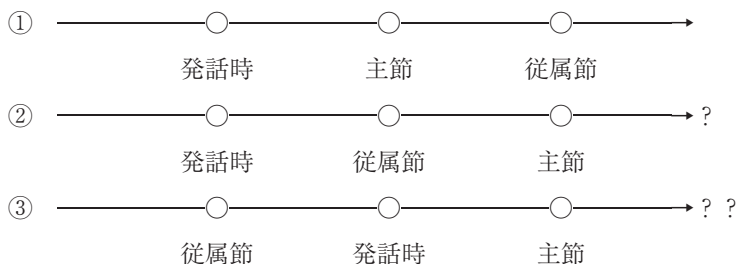 ①
発話時 主節 従属節
② ?
発話時 従属節 主節
③ ? ?
従属節 発話時 主節